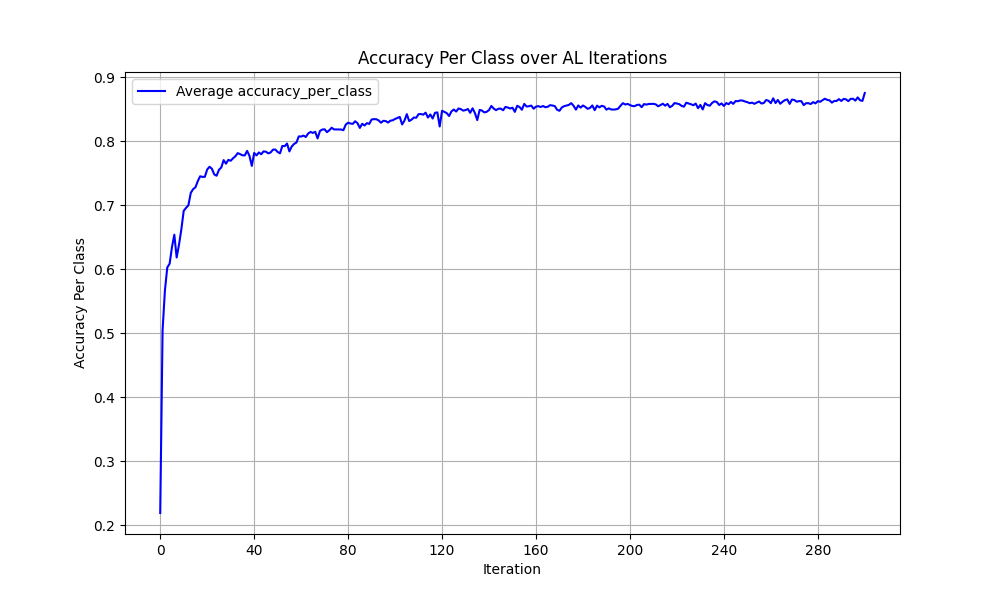 Accuracy Per Class over AL Iterations
Average accuracy_per_class
Accuracy Per Class
0.9
0.8
0.7
0.6
0.5
0.4
0.3
0.2
0 40 80 120 160 200 240 280
Iteration